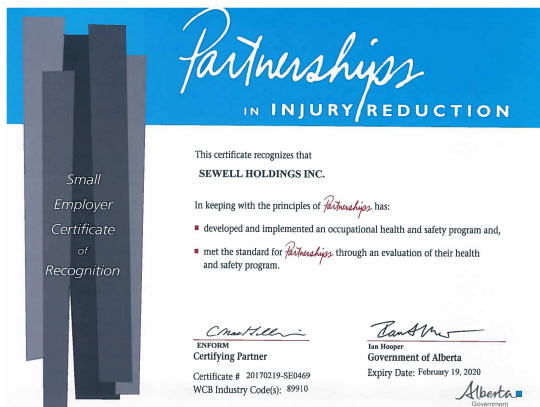 Partnerships
IN INJURY REDUCTION
Small
Employer
Certificate
of
Recognition
This certificate recognizes that
SEWELL HOLDINGS INC.
In keeping with the principles of Partnerships has:
developed and implemented an occupational health and safety program and,
met the standard for Partnerships through an evaluation of their health
and safety program.
ENFORM
Certifying Partner
Certificate # 20170219-SE0469
WCB Industry Code(s): 89910
Ian Hooper
Government of Alberta
Expiry Date: February 19, 2020
Alberta
Government